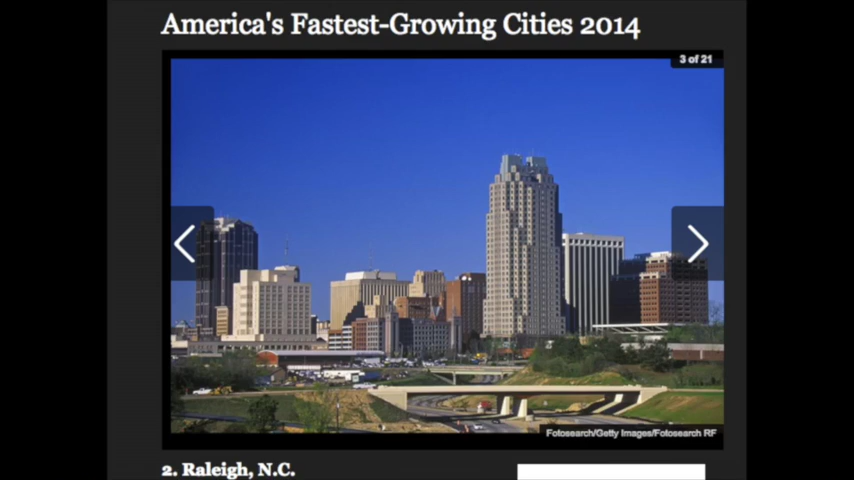 America's Fastest-Growing Cities 2014
3 of 21
Fotosearch/Getty Images/Fotosearch RF
2. Raleigh, N.C.